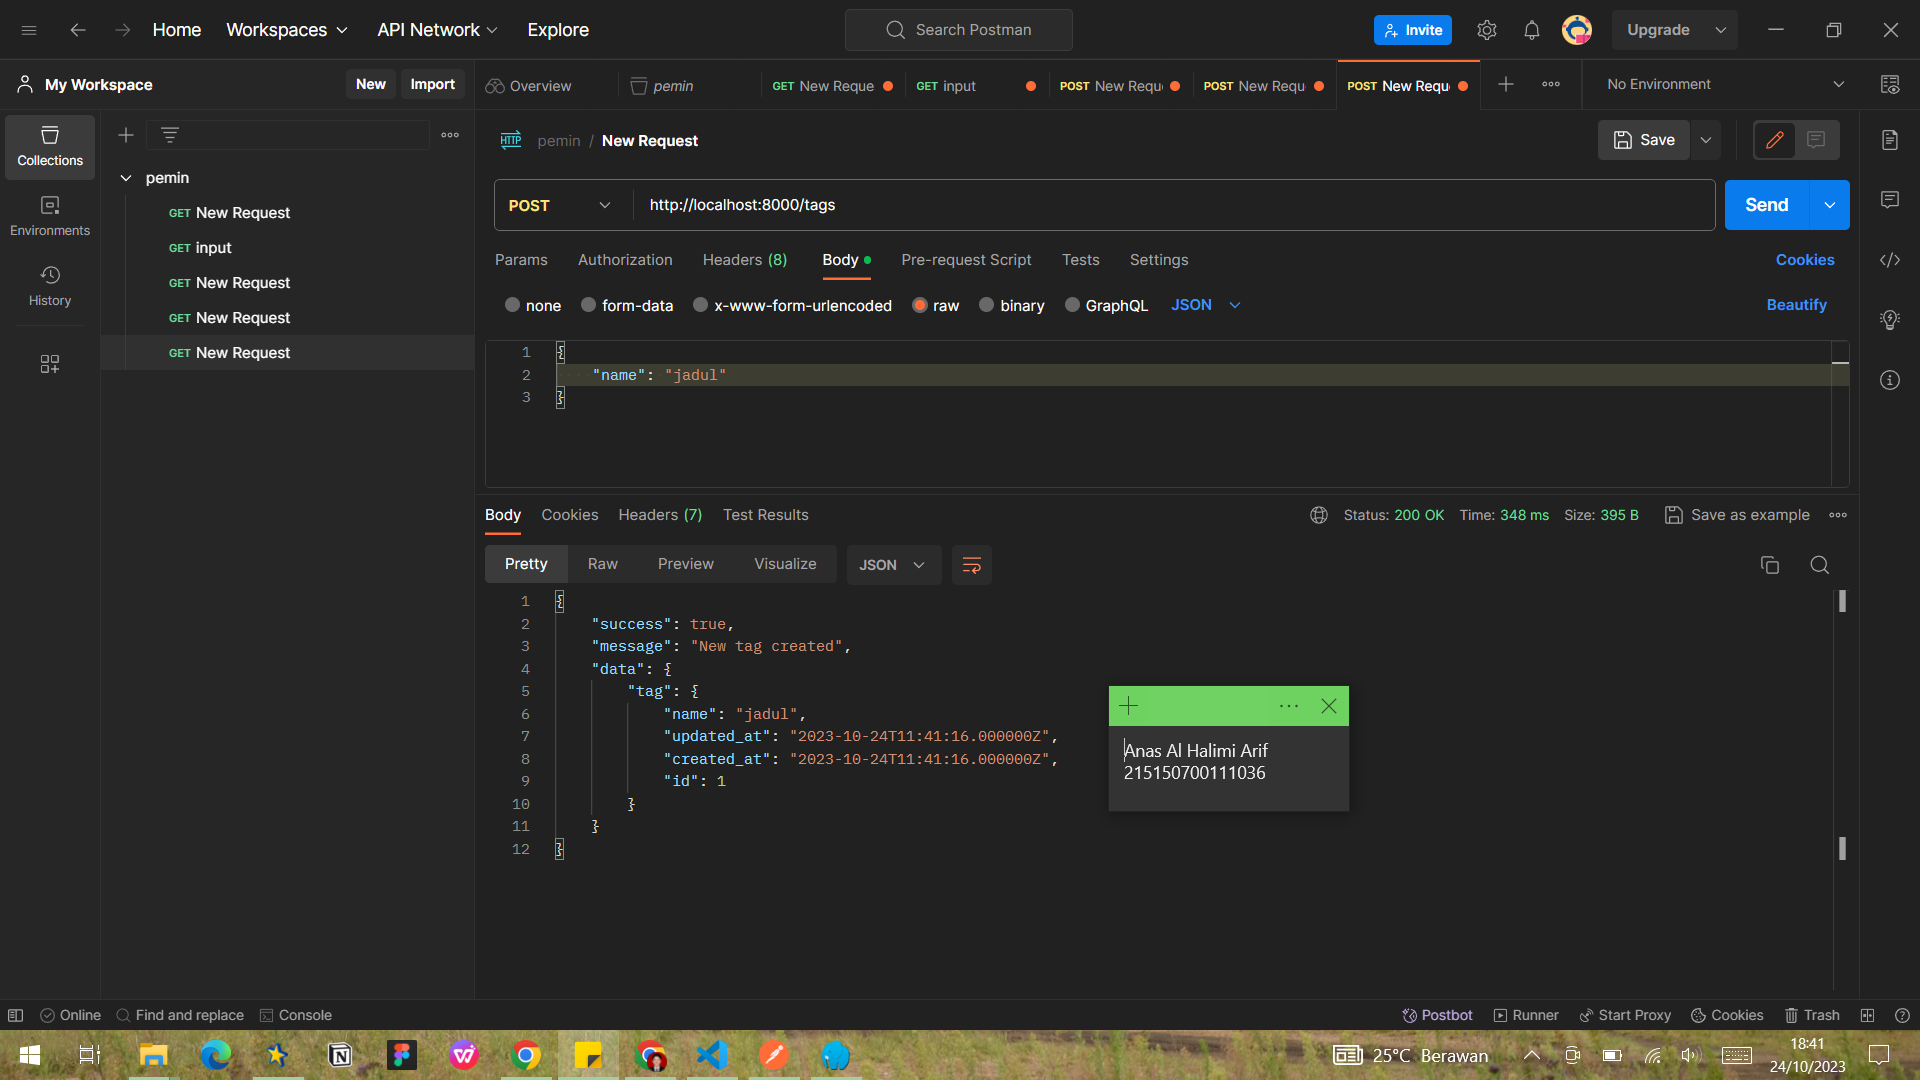 Home
Workspaces
API Network
Explore
Search Postman
Invite
Upgrade
My Workspace
New
Import
Overview
pemin
GET New Reque
GET input
POST New Requ
POST New Requ
POST New Requ
No Environment
Collections
Environments
History
pemin
GET New Request
GET input
GET New Request
GET New Request
GET New Request
HTTP
pemin / New Request
Save
POST
http://localhost:8000/tags
Send
Params
Authorization
Headers (8)
Body
Pre-request Script
Tests
Settings
Cookies
none
form-data
x-www-form-urlencoded
raw
binary
GraphQL
JSON
Beautify
1 {
2 "name": "jadul"
3 }
Body
Cookies
Headers (7)
Test Results
Status: 200 OK
Time: 348 ms
Size: 395 B
Save as example
Pretty
Raw
Preview
Visualize
JSON
1 {
2 "success": true,
3 "message": "New tag created",
4 "data": {
5 "tag": {
6 "name": "jadul",
7 "updated_at": "2023-10-24T11:41:16.000000Z",
8 "created_at": "2023-10-24T11:41:16.000000Z",
9 "id": 1
10 }
11 }
12 }
Anas Al Halimi Arif
215150700111036
Online
Find and replace
Console
Postbot
Runner
Start Proxy
Cookies
Trash
25°C Berawan
18:41
24/10/2023